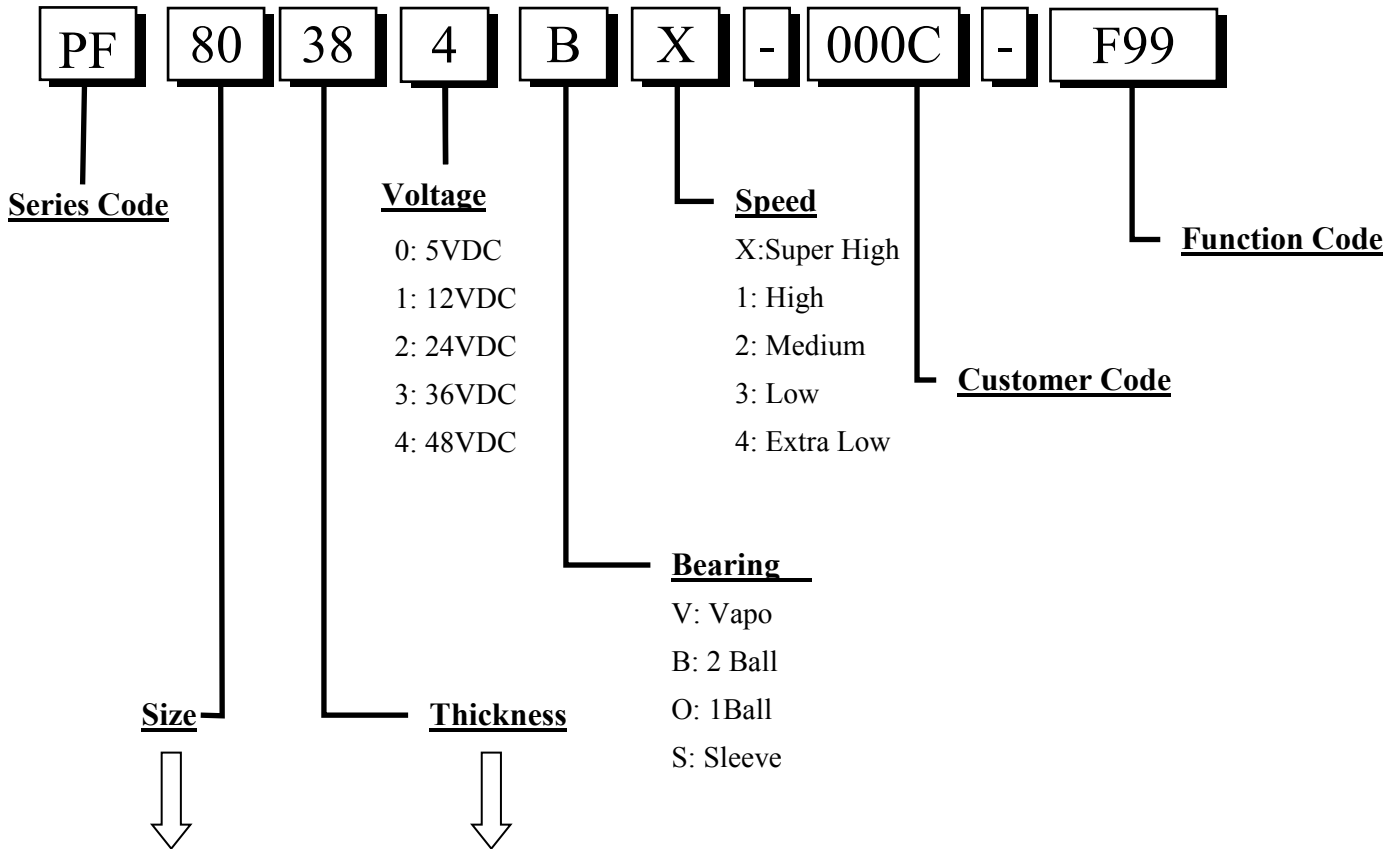 PF 80 38 4 B X - 000C - F99
Series Code
Voltage
0: 5VDC
1: 12VDC
2: 24VDC
3: 36VDC
4: 48VDC
Speed
X:Super High
1: High
2: Medium
3: Low
4: Extra Low
Function Code
Customer Code
Bearing
V: Vapo
B: 2 Ball
O: 1Ball
S: Sleeve
Size
Thickness